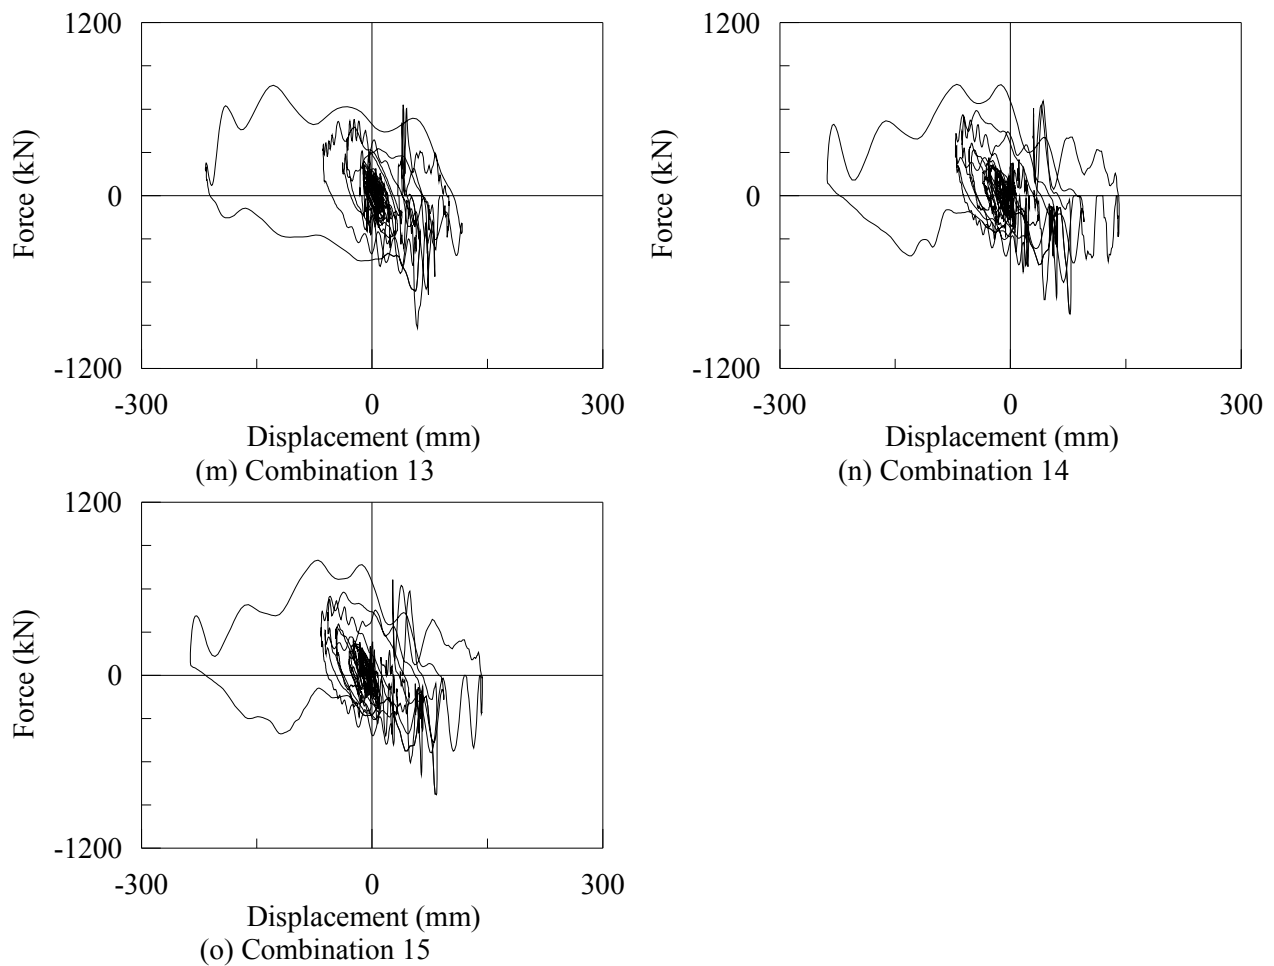 1200
0
-1200
Force (kN)
-300 0 300
Displacement (mm)
(m) Combination 13
1200
0
-1200
Force (kN)
-300 0 300
Displacement (mm)
(n) Combination 14
1200
0
-1200
Force (kN)
-300 0 300
Displacement (mm)
(o) Combination 15